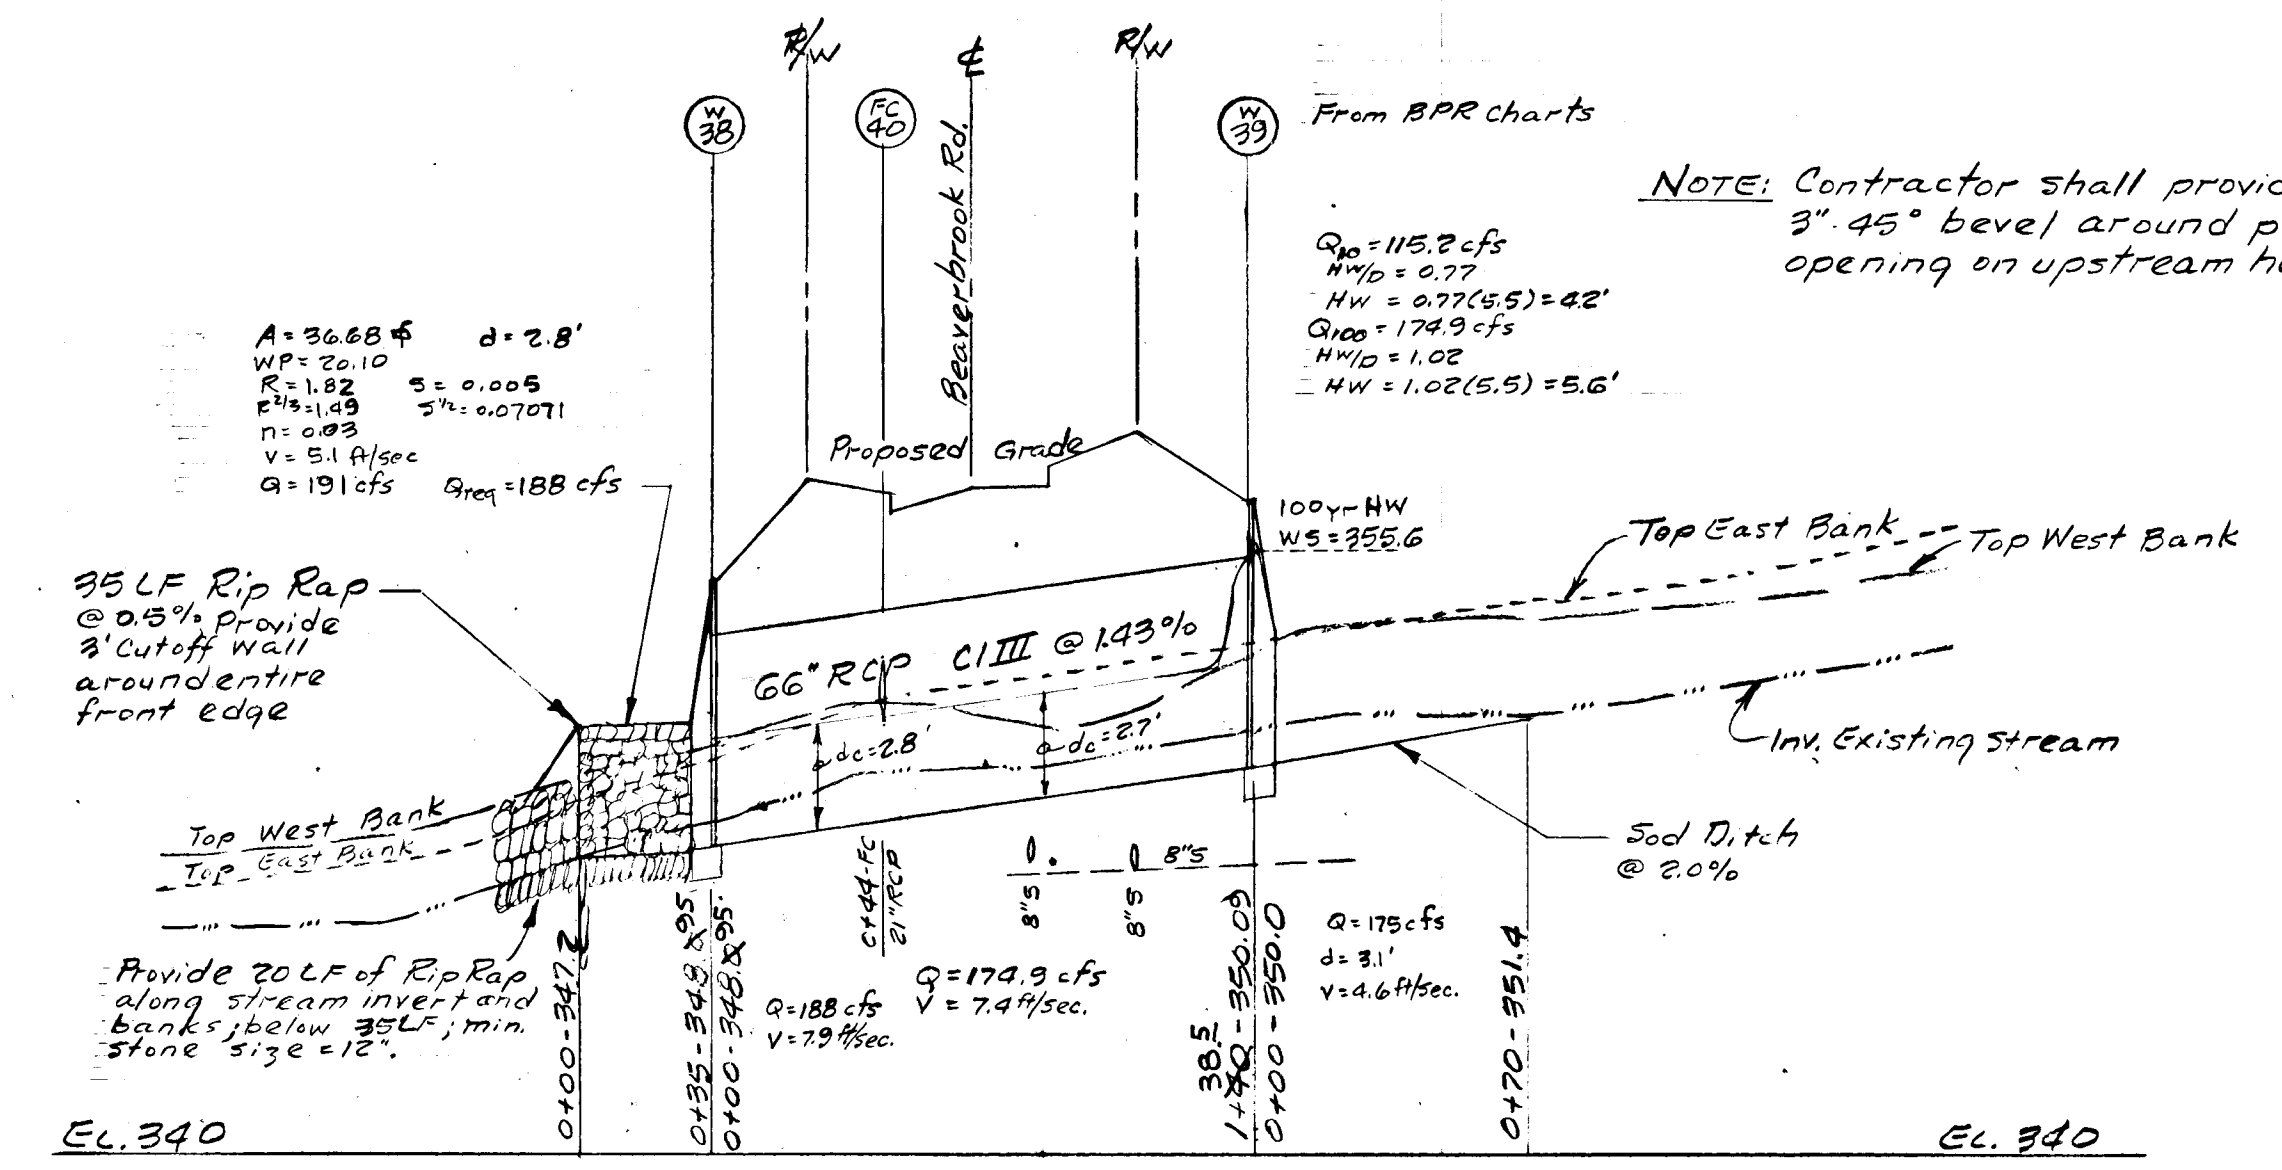 R/W
℄
R/W
W
38
FC
40
W
39
Beaverbrook Rd.
From BPR charts
NOTE: Contractor shall provid
3" 45° bevel around p
opening on upstream he
Q10 = 115.2 cfs
HW/D = 0.77
HW = 0.77(5.5) = 4.2'
Q100 = 174.9 cfs
HW/D = 1.02
HW = 1.02(5.5) = 5.6'
A = 36.68 d = 2.8'
WP = 20.10
R = 1.82 S = 0.005
R2/3 = 1.49 S1/2 = 0.07071
n = 0.03
V = 5.1 ft/sec
Q = 191 cfs Qreq = 188 cfs
Proposed Grade
100yr HW
WS = 355.6
Top East Bank
Top West Bank
35 LF Rip Rap
@ 0.5% Provide
3' Cutoff wall
around entire
front edge
66" RCP Cl III @ 1.43%
dc = 2.8'
dc = 2.7'
Inv. Existing Stream
Top West Bank
Top East Bank
Sod Ditch
@ 2.0%
8"S
8"S
8"S
21" RCP
Provide 20 LF of Rip Rap
along stream invert and
banks; below 35LF; min.
stone size = 12".
Q = 188 cfs
V = 7.9 ft/sec.
Q = 174.9 cfs
V = 7.4 ft/sec.
Q = 175 cfs
d = 3.1'
V = 4.6 ft/sec.
0+00 - 347.2
0+35 - 348.95
0+00 - 348.95
38.5
1+40 - 350.09
0+00 - 350.0
0+70 - 351.4
EL. 340
EL. 340